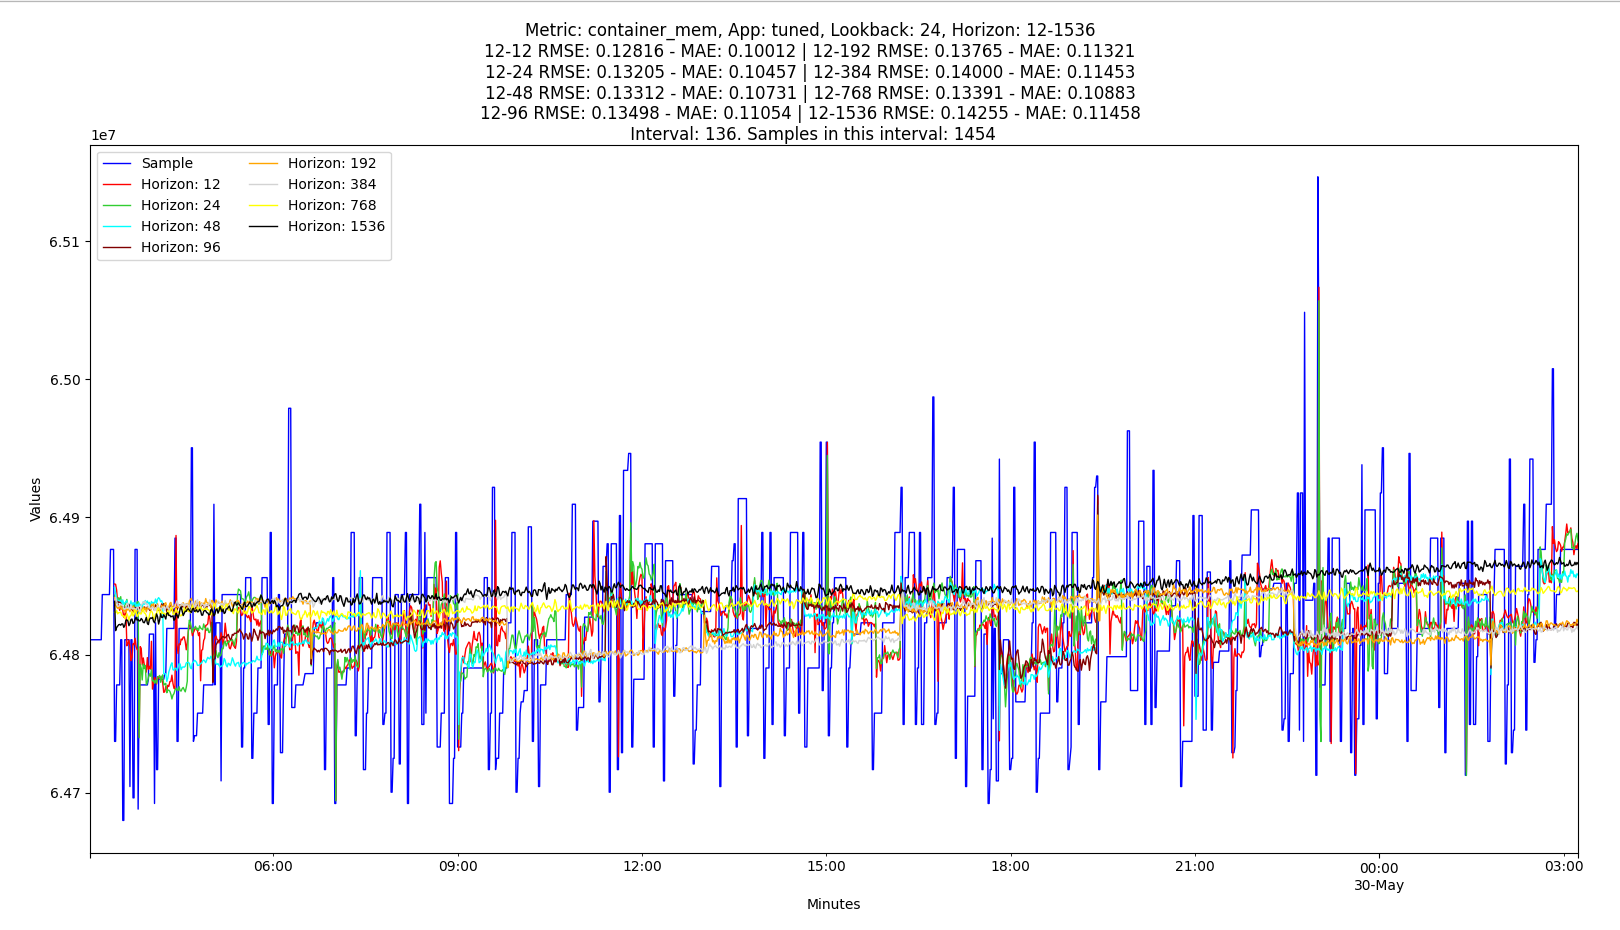 Metric: container_mem, App: tuned, Lookback: 24, Horizon: 12-1536
12-12 RMSE: 0.12816 - MAE: 0.10012 | 12-192 RMSE: 0.13765 - MAE: 0.11321
12-24 RMSE: 0.13205 - MAE: 0.10457 | 12-384 RMSE: 0.14000 - MAE: 0.11453
12-48 RMSE: 0.13312 - MAE: 0.10731 | 12-768 RMSE: 0.13391 - MAE: 0.10883
12-96 RMSE: 0.13498 - MAE: 0.11054 | 12-1536 RMSE: 0.14255 - MAE: 0.11458
Interval: 136. Samples in this interval: 1454
1e7
Sample
Horizon: 12
Horizon: 24
Horizon: 48
Horizon: 96
Horizon: 192
Horizon: 384
Horizon: 768
Horizon: 1536
6.51
6.50
6.49
6.48
6.47
Values
06:00
09:00
12:00
15:00
18:00
21:00
00:00
30-May
03:00
Minutes